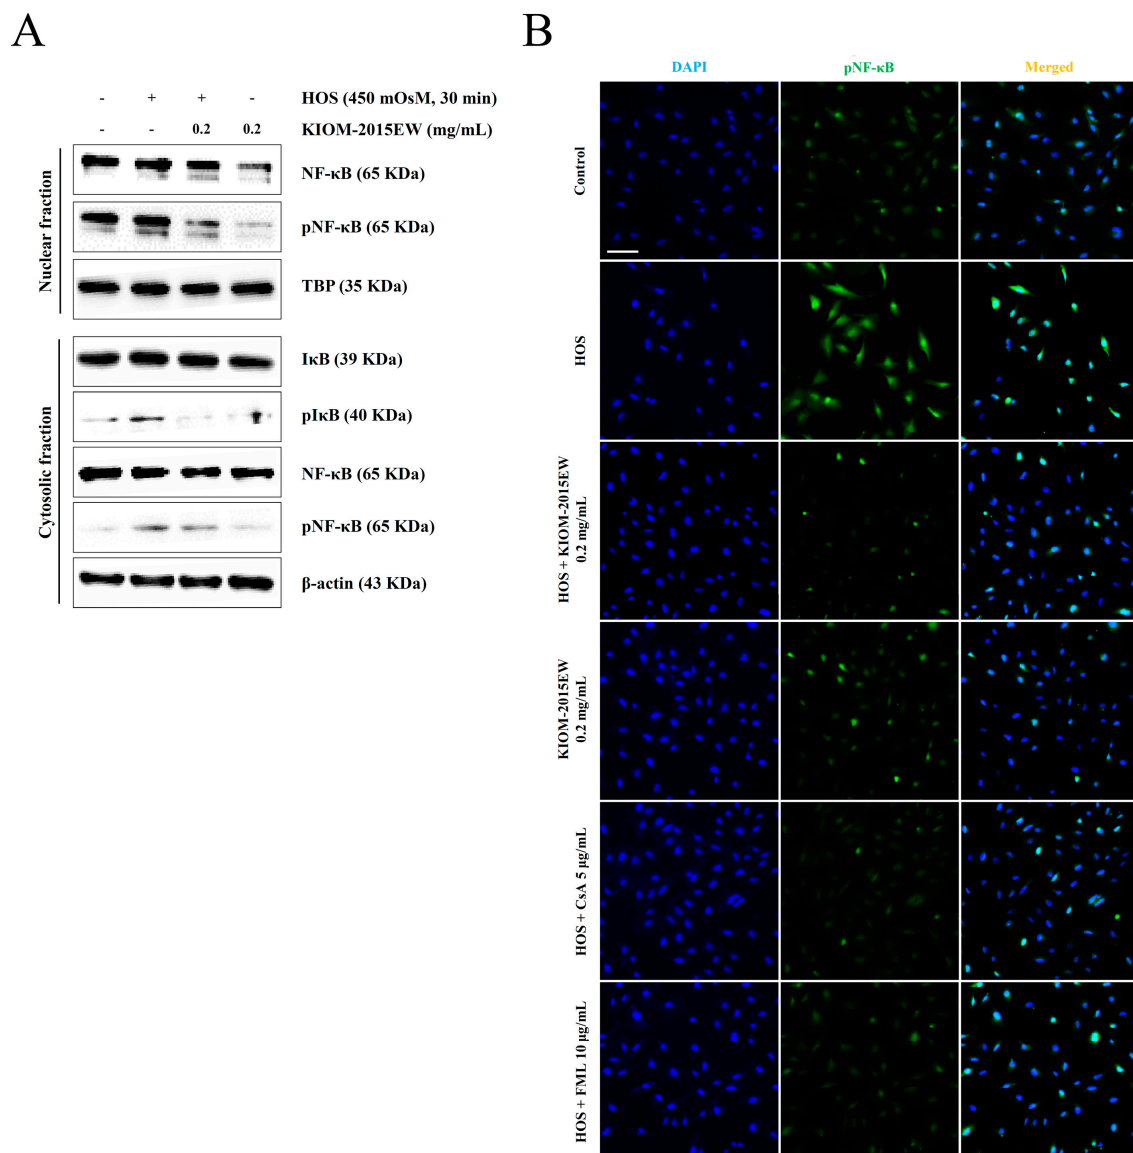 A
- + + - HOS (450 mOsM, 30 min)
- - 0.2 0.2 KIOM-2015EW (mg/mL)
Nuclear fraction
NF-κB (65 KDa)
pNF-κB (65 KDa)
TBP (35 KDa)
Cytosolic fraction
IκB (39 KDa)
pIκB (40 KDa)
NF-κB (65 KDa)
pNF-κB (65 KDa)
β-actin (43 KDa)
B
DAPI pNF-κB Merged
Control
HOS
HOS + KIOM-2015EW
0.2 mg/mL
KIOM-2015EW
0.2 mg/mL
HOS + CsA 5 μg/mL
HOS + FML 10 μg/mL